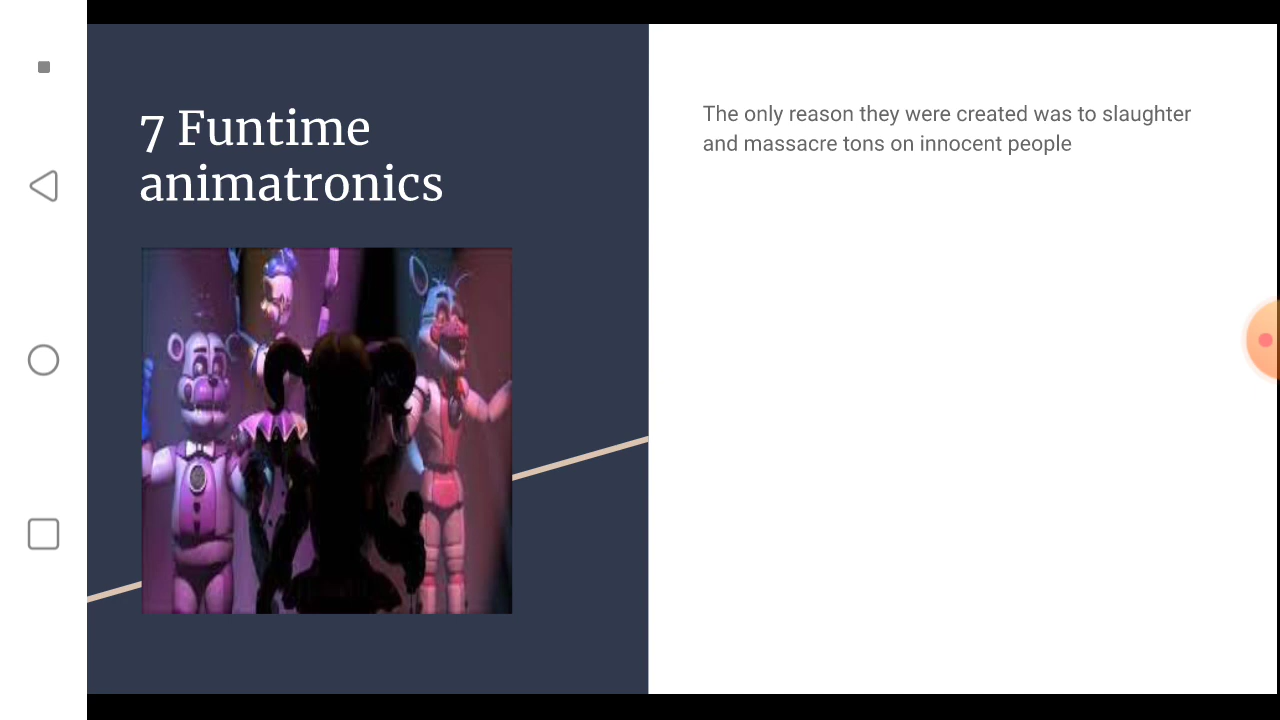 7 Funtime
animatronics
The only reason they were created was to slaughter
and massacre tons on innocent people